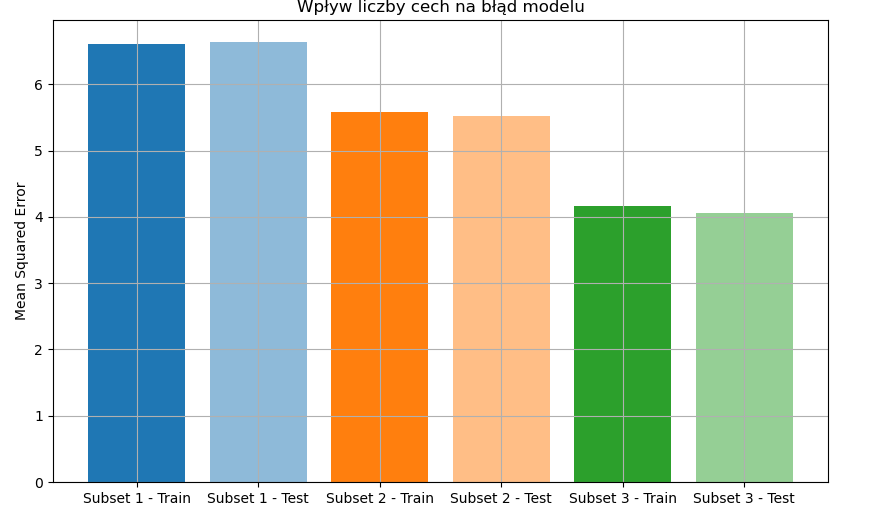 Wpływ liczby cech na błąd modelu
Mean Squared Error
6
5
4
3
2
1
0
Subset 1 - Train
Subset 1 - Test
Subset 2 - Train
Subset 2 - Test
Subset 3 - Train
Subset 3 - Test